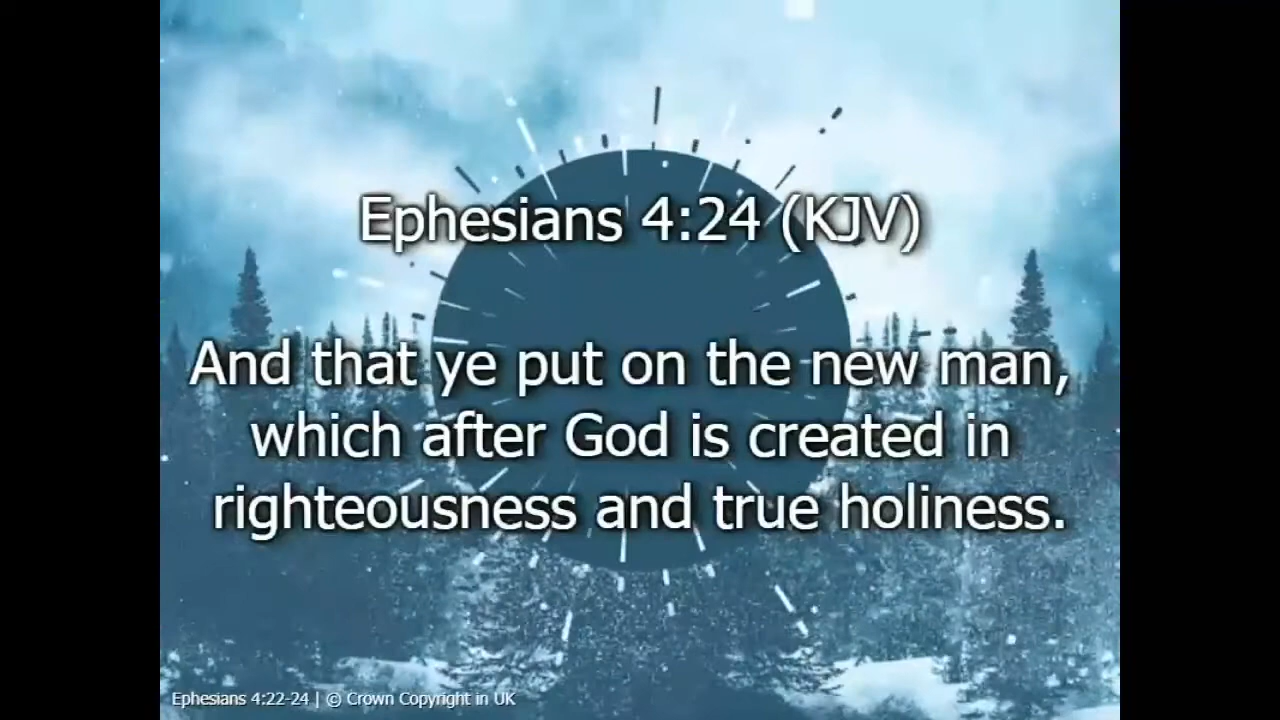 Ephesians 4:24 (KJV)
And that ye put on the new man,
which after God is created in
righteousness and true holiness.
Ephesians 4:22-24 | © Crown Copyright in UK